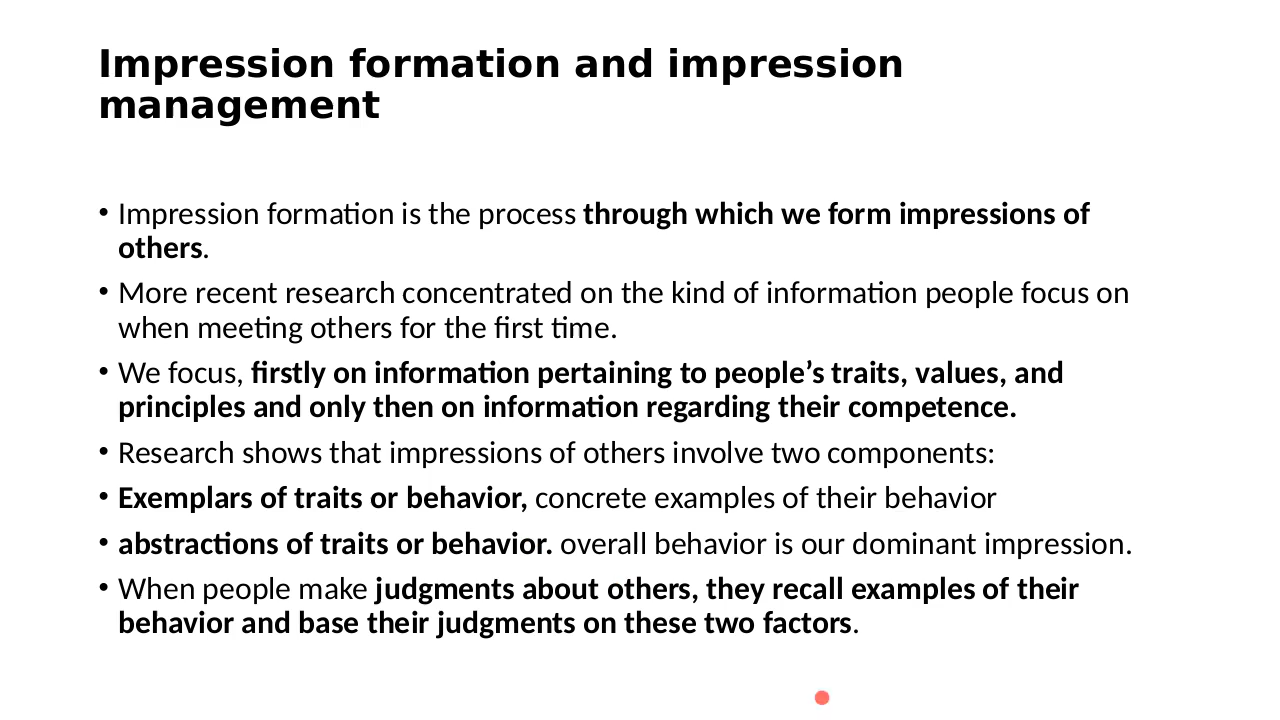 Impression formation and impression
management
• Impression formation is the process through which we form impressions of
others.
• More recent research concentrated on the kind of information people focus on
when meeting others for the first time.
• We focus, firstly on information pertaining to people’s traits, values, and
principles and only then on information regarding their competence.
• Research shows that impressions of others involve two components:
• Exemplars of traits or behavior, concrete examples of their behavior
• abstractions of traits or behavior. overall behavior is our dominant impression.
• When people make judgments about others, they recall examples of their
behavior and base their judgments on these two factors.